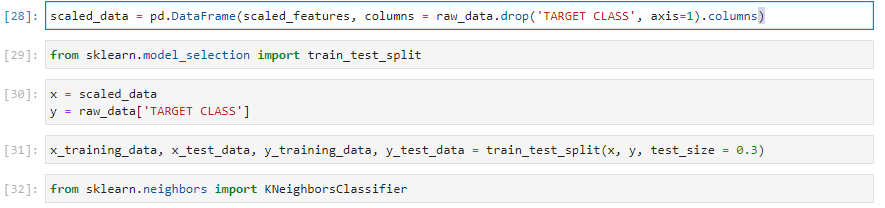 [28]: scaled_data = pd.DataFrame(scaled_features, columns = raw_data.drop('TARGET CLASS', axis=1).columns)
[29]: from sklearn.model_selection import train_test_split
[30]: x = scaled_data
y = raw_data['TARGET CLASS']
[31]: x_training_data, x_test_data, y_training_data, y_test_data = train_test_split(x, y, test_size = 0.3)
[32]: from sklearn.neighbors import KNeighborsClassifier